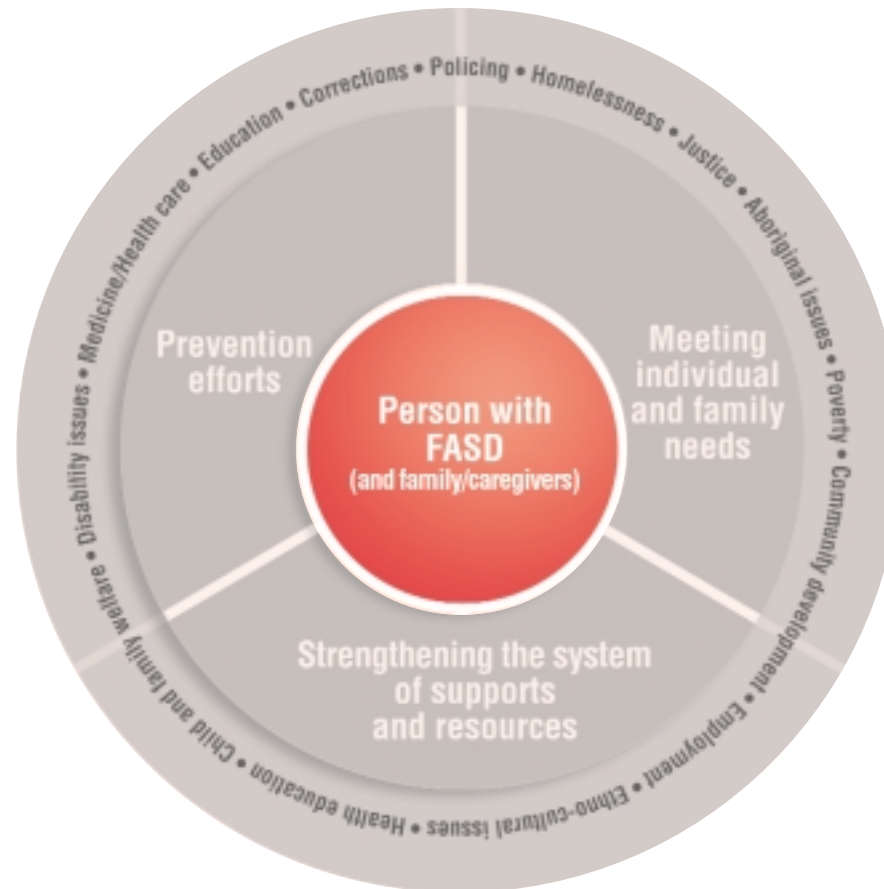 Policing • Homelessness • Justice • Aboriginal issues • Poverty • Community development • Employment • Ethno-cultural issues • Health education • Child and family welfare • Disability issues • Medicine/Health care • Education • Corrections •
Prevention
efforts
Meeting
individual
and family
needs
Person with
FASD
(and family/caregivers)
Strengthening the system
of supports
and resources